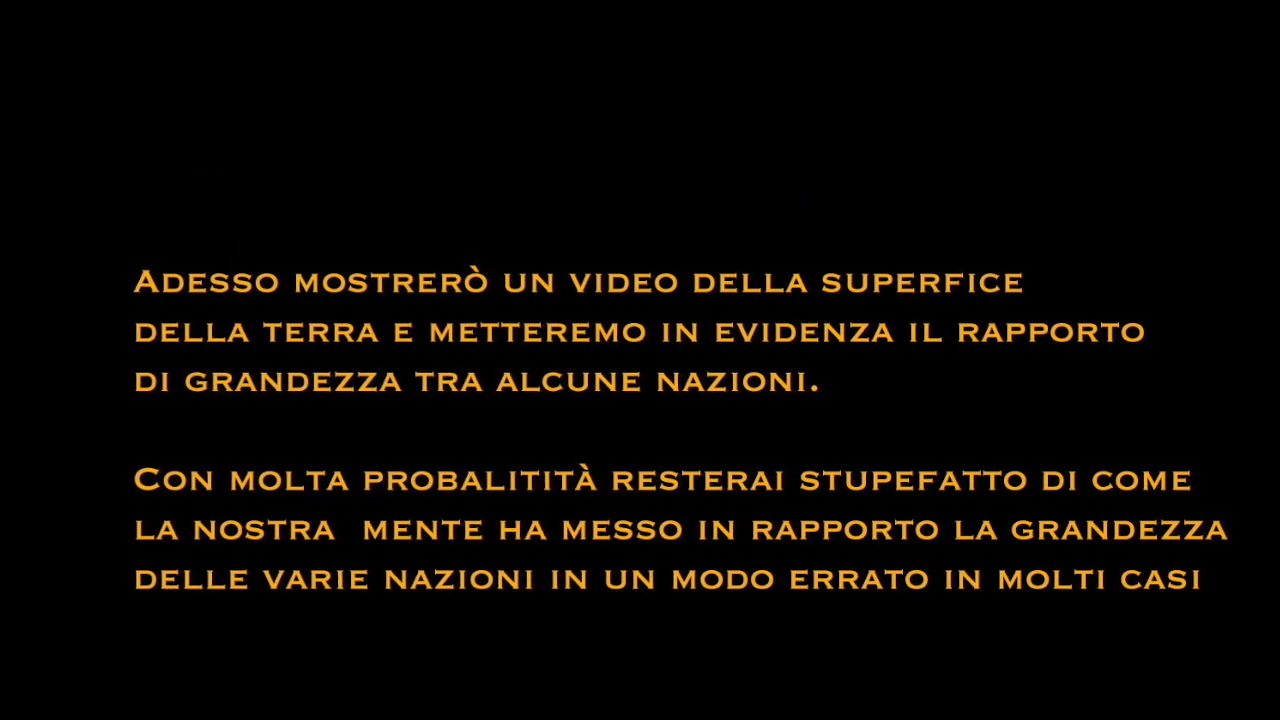 Adesso mostrerò un video della superfice
della terra e metteremo in evidenza il rapporto
di grandezza tra alcune nazioni.
Con molta probalitità resterai stupefatto di come
la nostra  mente ha messo in rapporto la grandezza
delle varie nazioni in un modo errato in molti casi